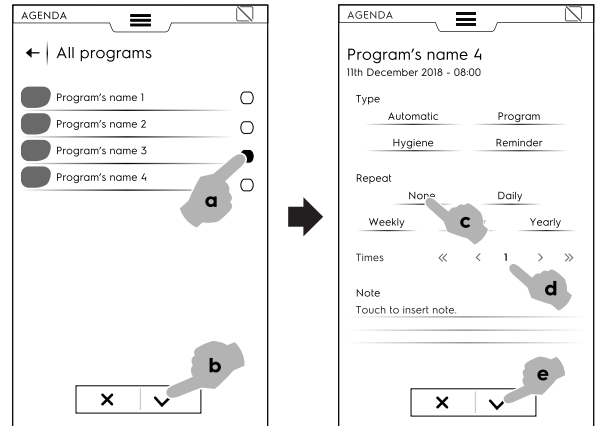 AGENDA
All programs
Program's name 1
Program's name 2
Program's name 3
Program's name 4
a
b
AGENDA
Program's name 4
11th December 2018 - 08:00
Type
Automatic Program
Hygiene Reminder
Repeat
None Daily
Weekly Yearly
c
Times « < 1 > »
d
Note
Touch to insert note.
e